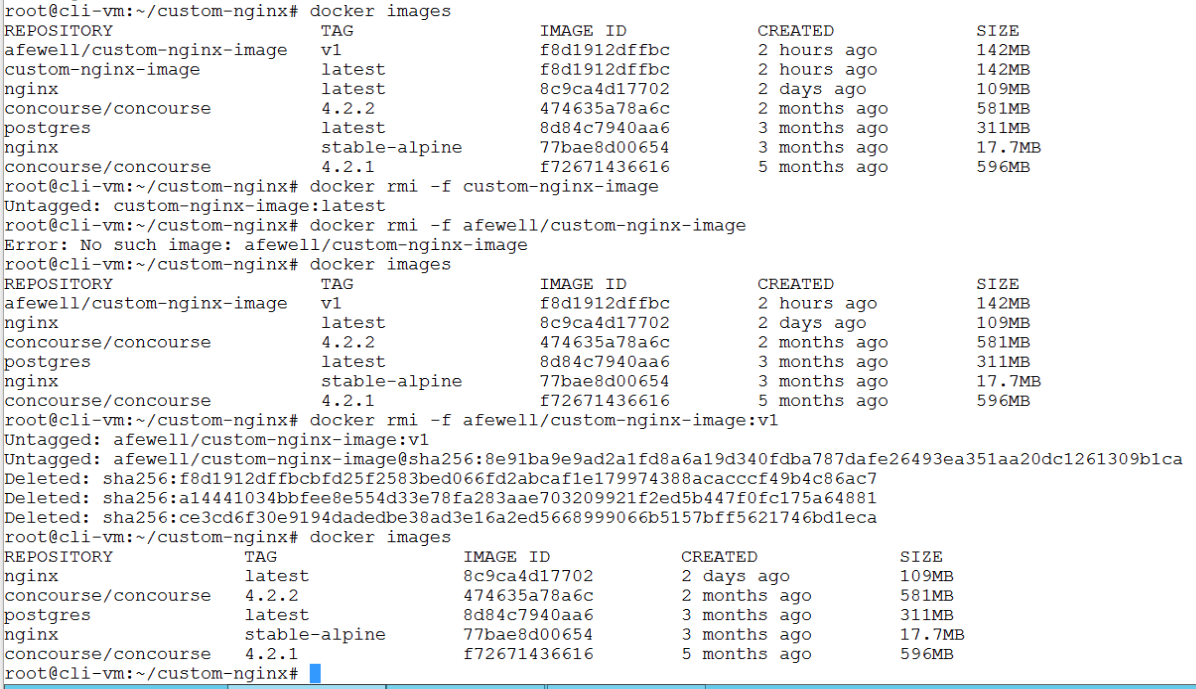 root@cli-vm:~/custom-nginx# docker images
REPOSITORY TAG IMAGE ID CREATED SIZE
afewell/custom-nginx-image v1 f8d1912dffbc 2 hours ago 142MB
custom-nginx-image latest f8d1912dffbc 2 hours ago 142MB
nginx latest 8c9ca4d17702 2 days ago 109MB
concourse/concourse 4.2.2 474635a78a6c 2 months ago 581MB
postgres latest 8d84c7940aa6 3 months ago 311MB
nginx stable-alpine 77bae8d00654 3 months ago 17.7MB
concourse/concourse 4.2.1 f72671436616 5 months ago 596MB
root@cli-vm:~/custom-nginx# docker rmi -f custom-nginx-image
Untagged: custom-nginx-image:latest
root@cli-vm:~/custom-nginx# docker rmi -f afewell/custom-nginx-image
Error: No such image: afewell/custom-nginx-image
root@cli-vm:~/custom-nginx# docker images
REPOSITORY TAG IMAGE ID CREATED SIZE
afewell/custom-nginx-image v1 f8d1912dffbc 2 hours ago 142MB
nginx latest 8c9ca4d17702 2 days ago 109MB
concourse/concourse 4.2.2 474635a78a6c 2 months ago 581MB
postgres latest 8d84c7940aa6 3 months ago 311MB
nginx stable-alpine 77bae8d00654 3 months ago 17.7MB
concourse/concourse 4.2.1 f72671436616 5 months ago 596MB
root@cli-vm:~/custom-nginx# docker rmi -f afewell/custom-nginx-image:v1
Untagged: afewell/custom-nginx-image:v1
Untagged: afewell/custom-nginx-image@sha256:8e91ba9e9ad2a1fd8a6a19d340fdba787dafe26493ea351aa20dc1261309b1ca
Deleted: sha256:f8d1912dffbcbfd25f2583bed066fd2abcaf1e179974388acacccf49b4c86ac7
Deleted: sha256:a14441034bbfee8e554d33e78fa283aae703209921f2ed5b447f0fc175a64881
Deleted: sha256:ce3cd6f30e9194dadedbe38ad3e16a2ed5668999066b5157bff5621746bd1eca
root@cli-vm:~/custom-nginx# docker images
REPOSITORY TAG IMAGE ID CREATED SIZE
nginx latest 8c9ca4d17702 2 days ago 109MB
concourse/concourse 4.2.2 474635a78a6c 2 months ago 581MB
postgres latest 8d84c7940aa6 3 months ago 311MB
nginx stable-alpine 77bae8d00654 3 months ago 17.7MB
concourse/concourse 4.2.1 f72671436616 5 months ago 596MB
root@cli-vm:~/custom-nginx#